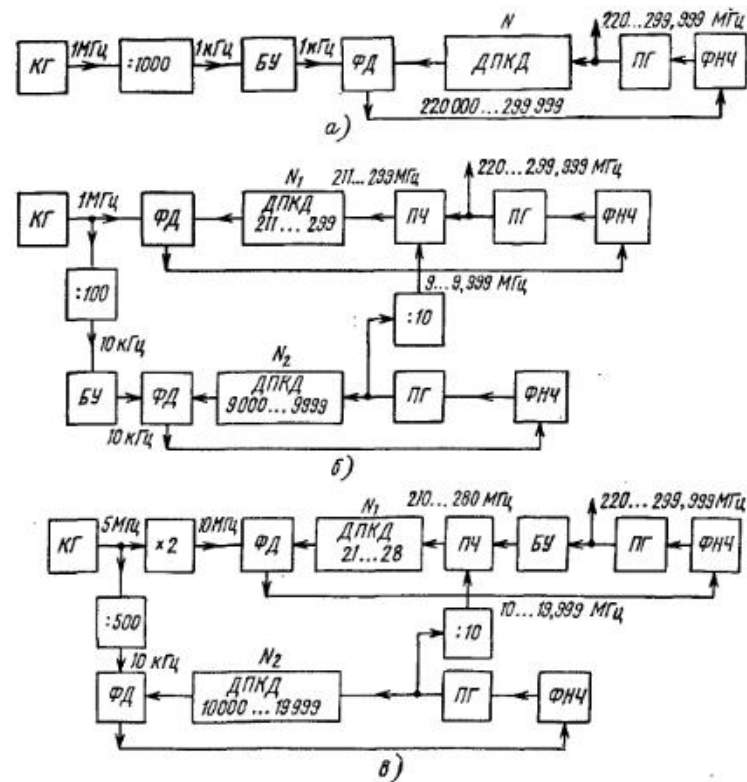 N
220...299,999 МГц
КГ 1МГц :1000 1кГц БУ 1кГц ФД ДПКД ПГ ФНЧ
220 000...299 999
а)
N₁ 211...299 МГц 220...299,999 МГц
КГ 1МГц ФД ДПКД ПЧ ПГ ФНЧ
211...299
9...9,999 МГц
:100 :10
10 кГц
N₂
БУ ФД ДПКД ПГ ФНЧ
9000...9999
10 кГц
б)
N₁ 210...280 МГц 220...299,999 МГц
КГ 5МГц ×2 10МГц ФД ДПКД ПЧ БУ ПГ ФНЧ
21...28
10...19,999 МГц
:500 :10
10 кГц N₂
ФД ДПКД ПГ ФНЧ
10000...19999
в)